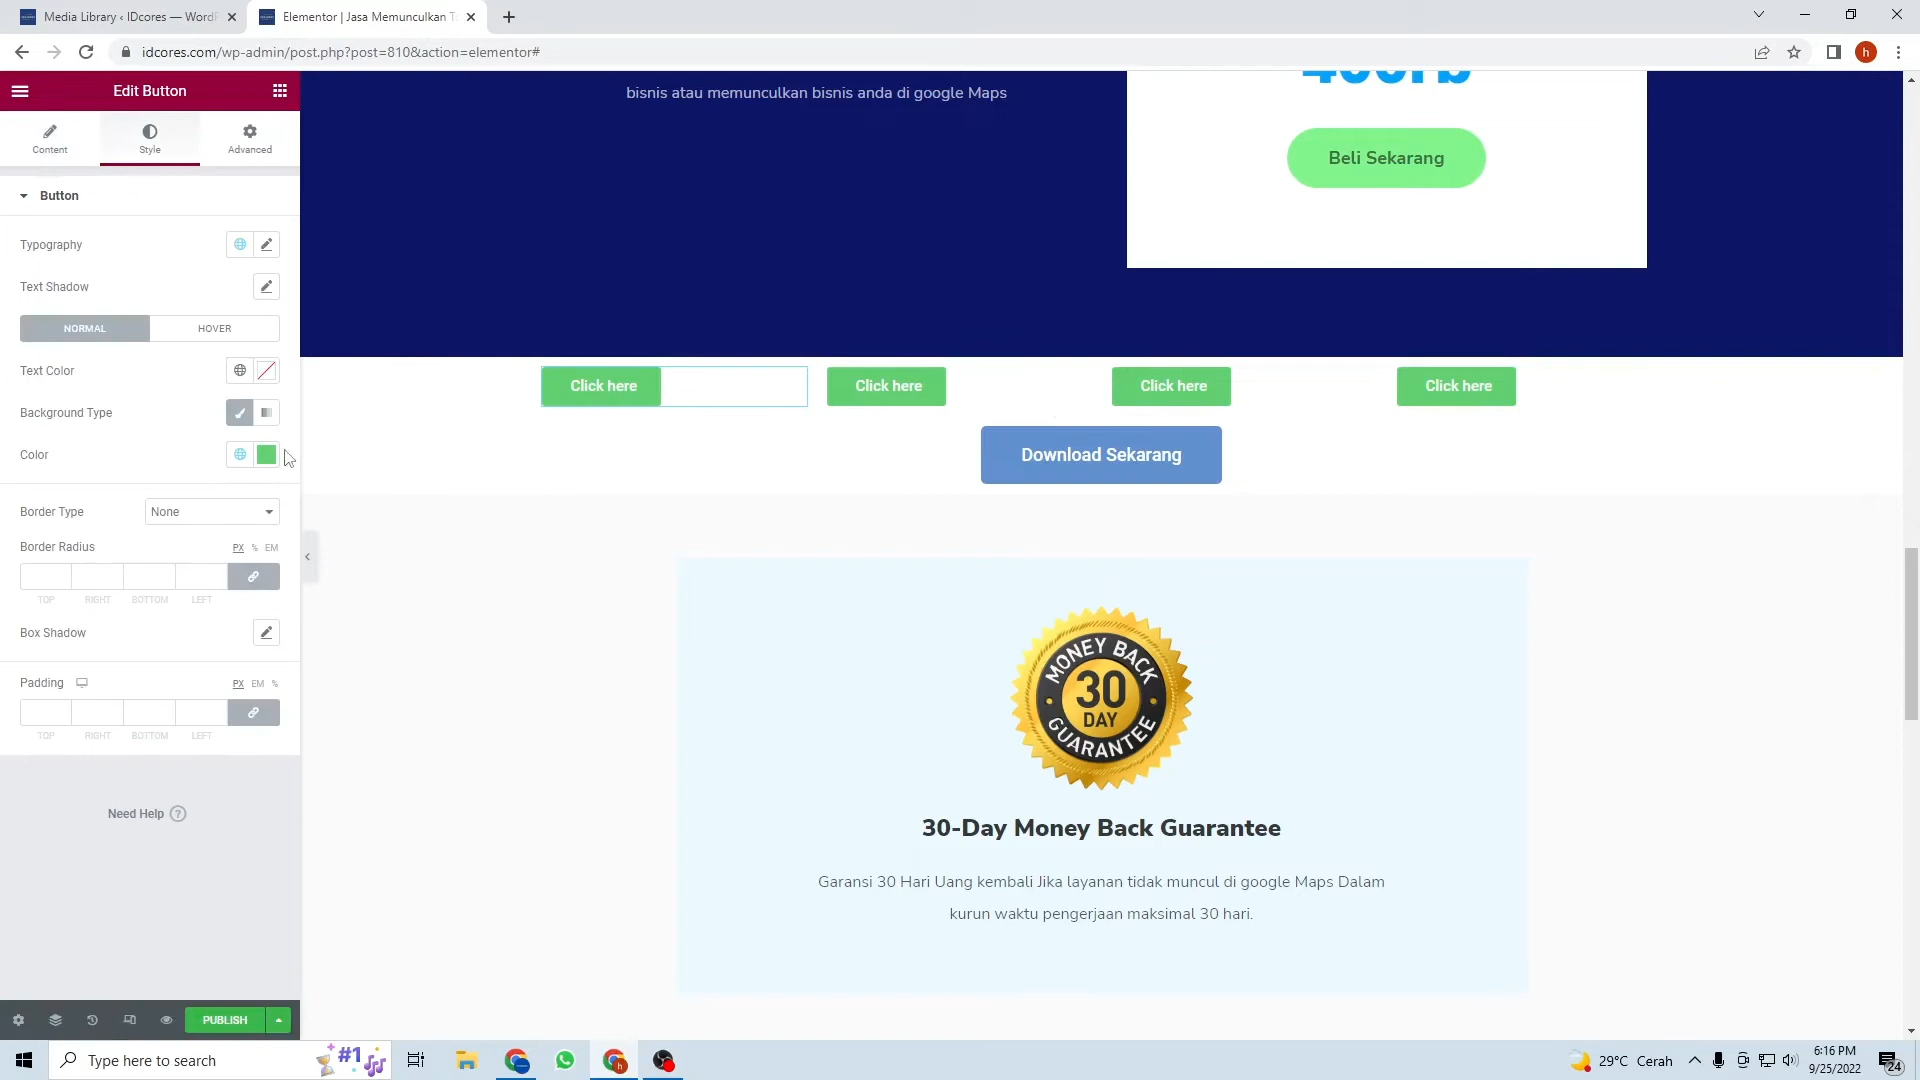 Media Library ‹ IDcores — WordP
Elementor | Jasa Memunculkan T
idcores.com/wp-admin/post.php?post=810&action=elementor#
h
Edit Button
Content
Style
Advanced
Button
Typography
Text Shadow
NORMAL
HOVER
Text Color
Background Type
Color
Border Type
None
Border Radius
PX % EM
TOP RIGHT BOTTOM LEFT
Box Shadow
Padding
PX EM %
TOP RIGHT BOTTOM LEFT
Need Help ?
PUBLISH
bisnis atau memunculkan bisnis anda di google Maps
Beli Sekarang
Click here
Click here
Click here
Click here
Download Sekarang
MONEY BACK
30
DAY
GUARANTEE
30-Day Money Back Guarantee
Garansi 30 Hari Uang kembali Jika layanan tidak muncul di google Maps Dalam
kurun waktu pengerjaan maksimal 30 hari.
Type here to search
#1
29°C Cerah
6:16 PM
9/25/2022
24